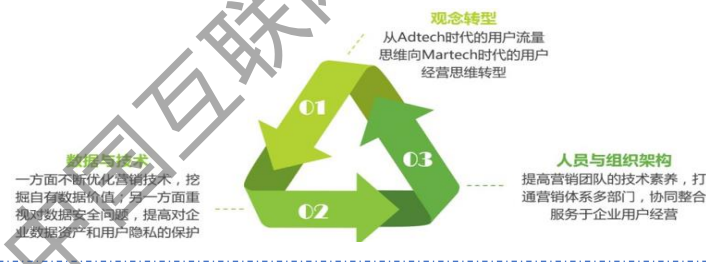 观念转型
从Adtech时代的用户流量
思维向Martech时代的用户
经营思维转型
01
03
02
数据与技术
一方面不断优化营销技术，挖
掘自有数据价值；另一方面重
视对数据安全问题，提高对企
业数据资产和用户隐私的保护
人员与组织架构
提高营销团队的技术素养，打
通营销体系多部门，协同整合
服务于企业用户经营
中国互联